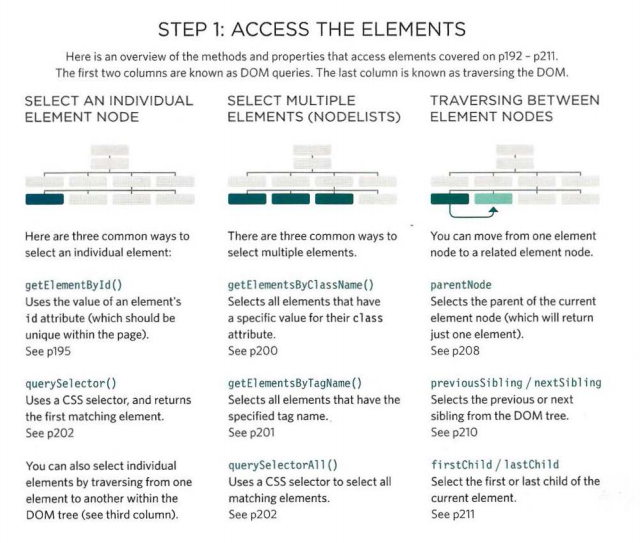 STEP 1: ACCESS THE ELEMENTS
Here is an overview of the methods and properties that access elements covered on p192 – p211.
The first two columns are known as DOM queries. The last column is known as traversing the DOM.
SELECT AN INDIVIDUAL
ELEMENT NODE
Here are three common ways to
select an individual element:
getElementById()
Uses the value of an element's
id attribute (which should be
unique within the page).
See p195
querySelector()
Uses a CSS selector, and returns
the first matching element.
See p202
You can also select individual
elements by traversing from one
element to another within the
DOM tree (see third column).
SELECT MULTIPLE
ELEMENTS (NODELISTS)
There are three common ways to
select multiple elements.
getElementsByClassName()
Selects all elements that have
a specific value for their class
attribute.
See p200
getElementsByTagName()
Selects all elements that have the
specified tag name.
See p201
querySelectorAll()
Uses a CSS selector to select all
matching elements.
See p202
TRAVERSING BETWEEN
ELEMENT NODES
You can move from one element
node to a related element node.
parentNode
Selects the parent of the current
element node (which will return
just one element).
See p208
previousSibling / nextSibling
Selects the previous or next
sibling from the DOM tree.
See p210
firstChild / lastChild
Select the first or last child of the
current element.
See p211